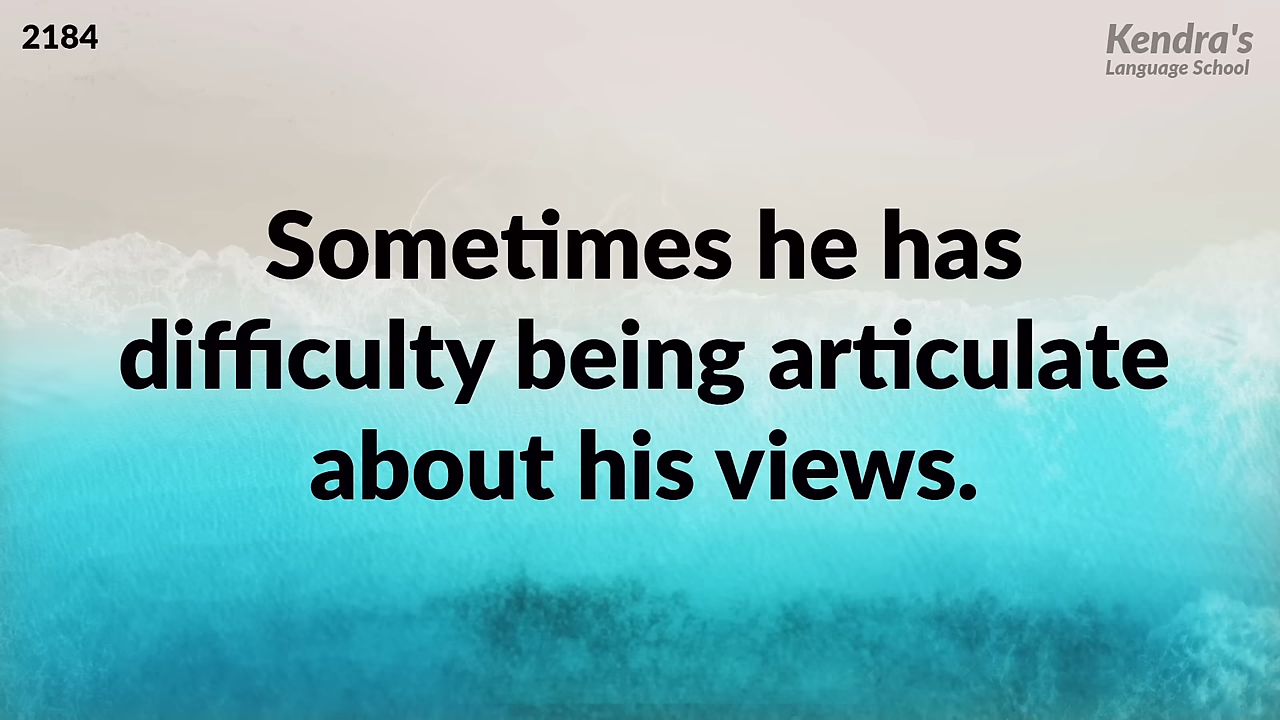 2184
Kendra's
Language School
Sometimes he has
difficulty being articulate
about his views.